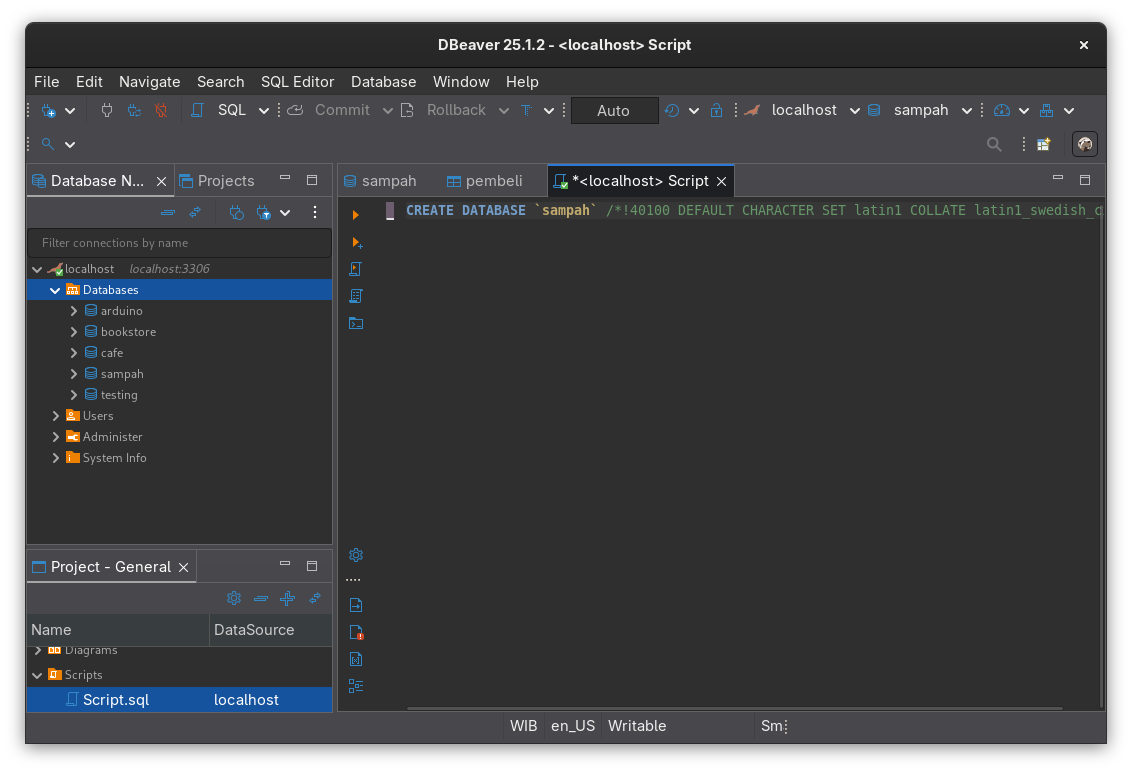 DBeaver 25.1.2 - <localhost> Script
File Edit Navigate Search SQL Editor Database Window Help
SQL Commit Rollback T Auto localhost sampah
Database N... Projects
Filter connections by name
localhost localhost:3306
Databases
arduino
bookstore
cafe
sampah
testing
Users
Administer
System Info
Project - General
Name DataSource
Diagrams
Scripts
Script.sql localhost
sampah pembeli *<localhost> Script
CREATE DATABASE `sampah` /*!40100 DEFAULT CHARACTER SET latin1 COLLATE latin1_swedish_c
WIB en_US Writable Sm